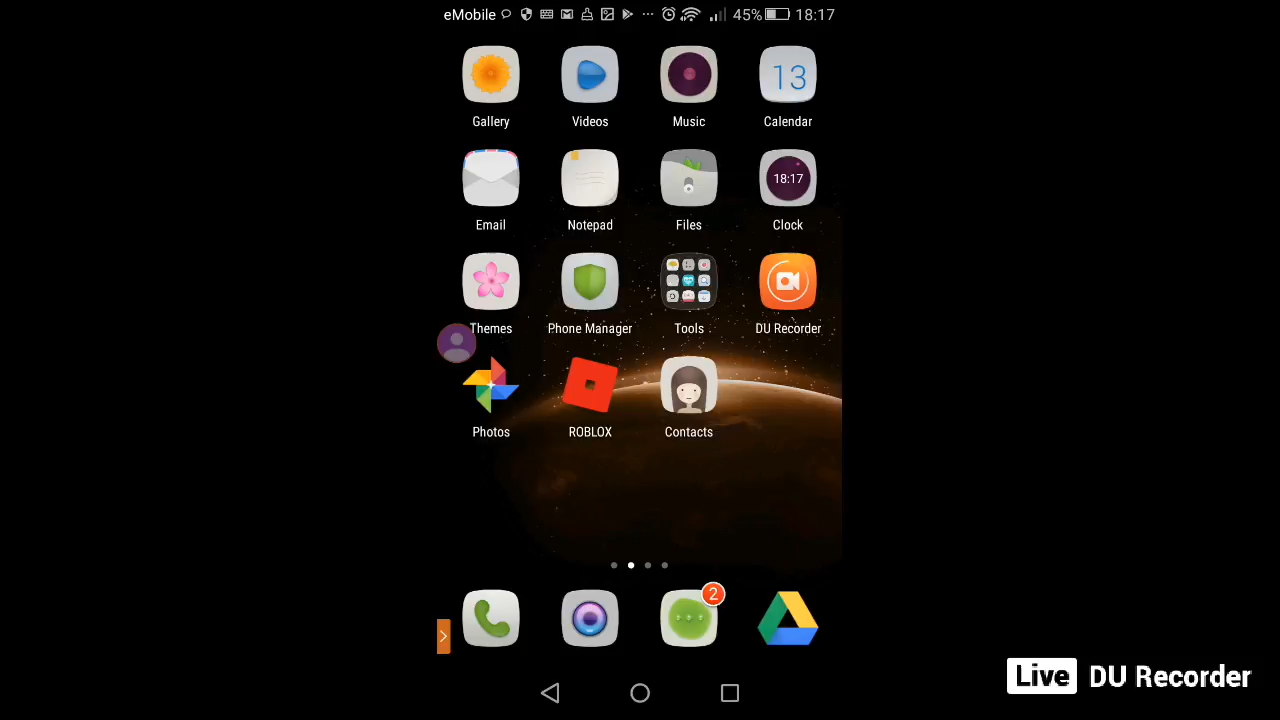 eMobile 45% 18:17
Gallery Videos Music 13 Calendar
Email Notepad Files 18:17 Clock
Themes Phone Manager Tools DU Recorder
Photos ROBLOX Contacts
2
Live DU Recorder